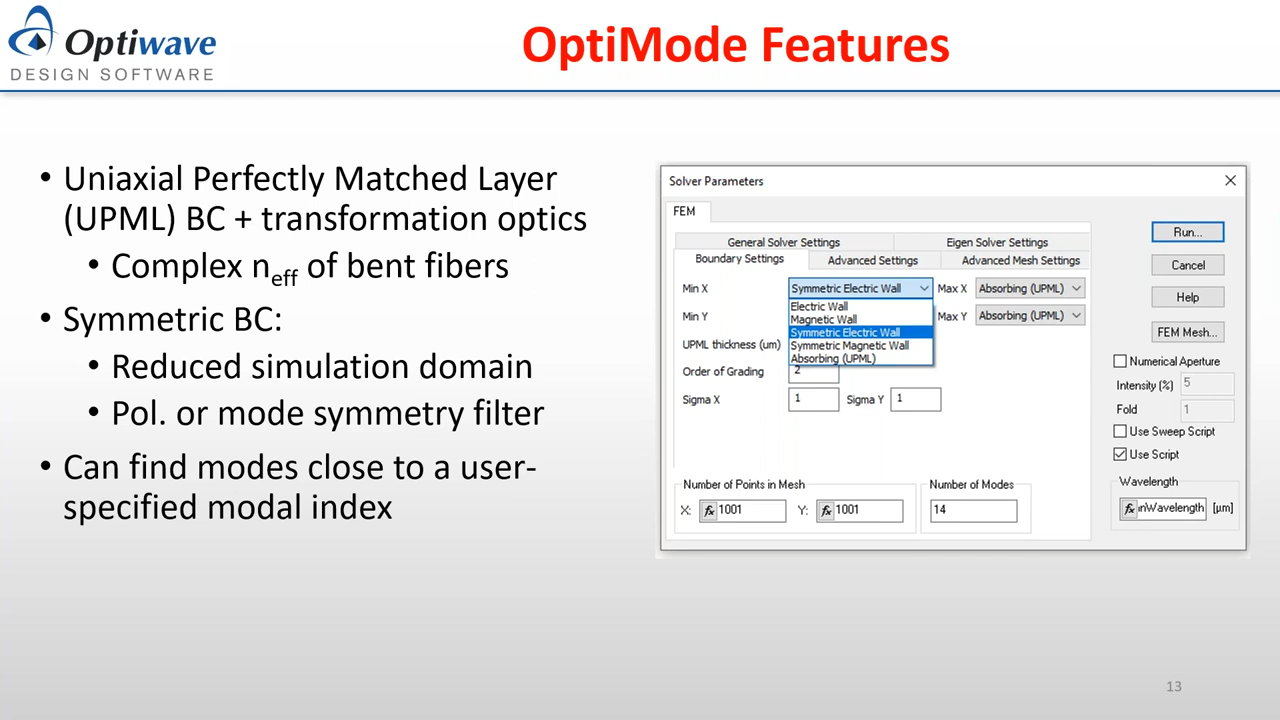 Optiwave
DESIGN SOFTWARE
OptiMode Features
• Uniaxial Perfectly Matched Layer
(UPML) BC + transformation optics
• Complex neff of bent fibers
• Symmetric BC:
• Reduced simulation domain
• Pol. or mode symmetry filter
• Can find modes close to a user-
specified modal index
Solver Parameters
FEM
General Solver Settings Eigen Solver Settings
Boundary Settings Advanced Settings Advanced Mesh Settings
Min X Symmetric Electric Wall Max X Absorbing (UPML)
Electric Wall
Magnetic Wall
Symmetric Electric Wall
Symmetric Magnetic Wall
Absorbing (UPML)
Min Y Max Y Absorbing (UPML)
UPML thickness (um)
Order of Grading 2
Sigma X 1 Sigma Y 1
Number of Points in Mesh
X: fx 1001 Y: fx 1001
Number of Modes
14
Run...
Cancel
Help
FEM Mesh...
Numerical Aperture
Intensity (%) 5
Fold 1
Use Sweep Script
Use Script
Wavelength
fx nWavelength [μm]
13